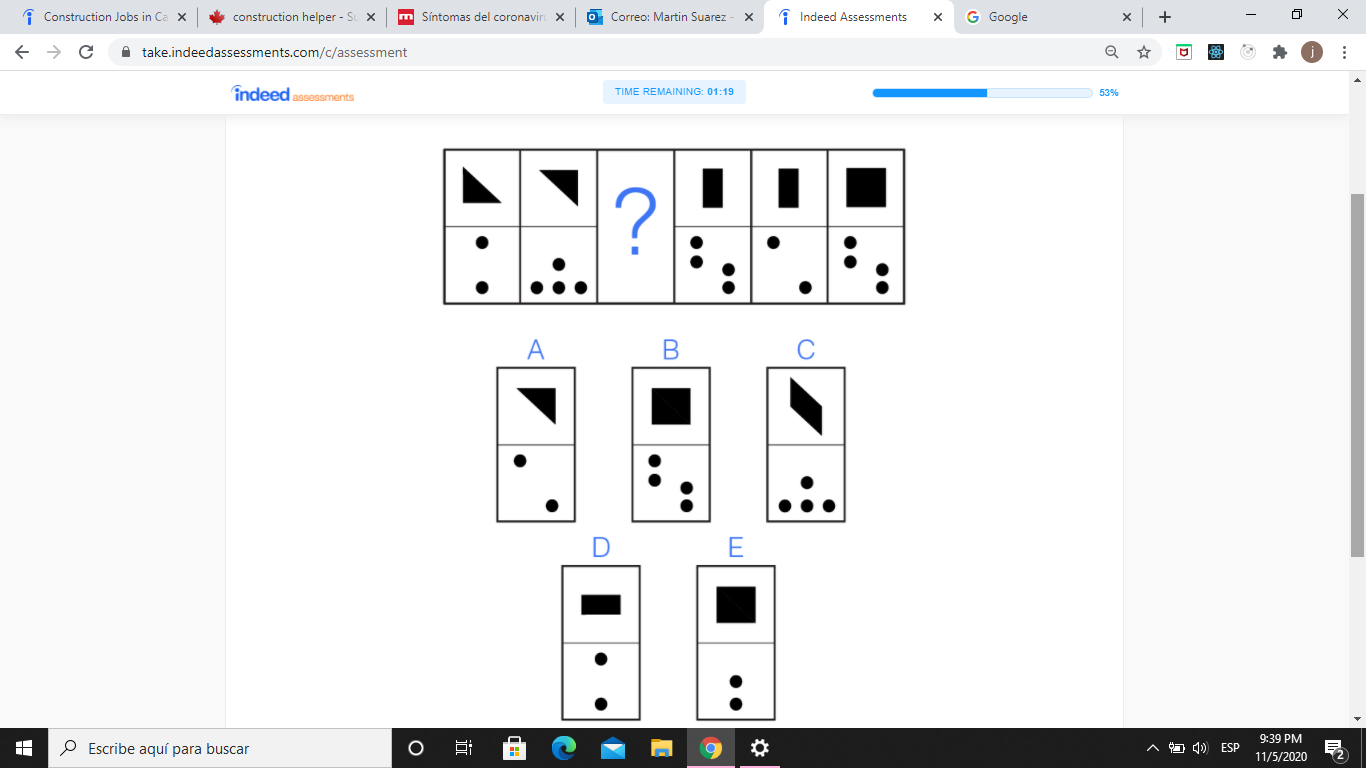 Construction Jobs in Ca
construction helper - Su
Síntomas del coronaviru
Correo: Martin Suarez -
Indeed Assessments
Google
take.indeedassessments.com/c/assessment
j
indeed assessments
TIME REMAINING: 01:19
53%
?
A B C
D E
Escribe aquí para buscar
ESP
9:39 PM
11/5/2020
2